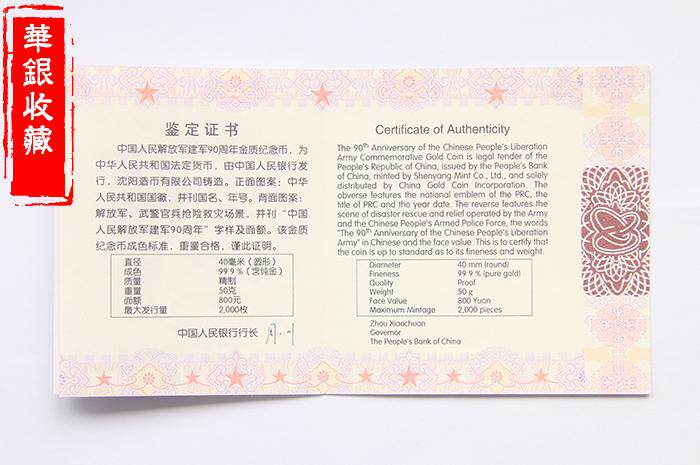 華銀收藏
鉴定证书
中国人民解放军建军90周年金质纪念币，为
中华人民共和国法定货币，由中国人民银行发
行，沈阳造币有限公司铸造。正面图案：中华
人民共和国国徽，并刊国名、年号。背面图案：
解放军、武警官兵抢险救灾场景，并刊“中国
人民解放军建军90周年”字样及面额。该金质
纪念币成色标准，重量合格，谨此证明。
直径 40毫米（圆形）
成色 99.9％（含纯金）
质量 精制
重量 50克
面额 800元
最大发行量 2,000枚
中国人民银行行长
Certificate of Authenticity
The 90th Anniversary of the Chinese People's Liberation
Army Commemorative Gold Coin is legal tender of the
People's Republic of China, issued by the People's Bank
of China, minted by Shenyang Mint Co., Ltd., and solely
distributed by China Gold Coin Incorporation. The
obverse features the national emblem of the PRC, the
title of PRC and the year date. The reverse features the
scene of disaster rescue and relief operated by the Army
and the Chinese People's Armed Police Force, the words
"The 90th Anniversary of the Chinese People's Liberation
Army" in Chinese and the face value. This is to certify that
the coin is up to standard as to its fineness and weight.
Diameter 40 mm (round)
Fineness 99.9 % (pure gold)
Quality Proof
Weight 50 g
Face Value 800 Yuan
Maximum Mintage 2,000 pieces
Zhou Xiaochuan
Governor
The People's Bank of China